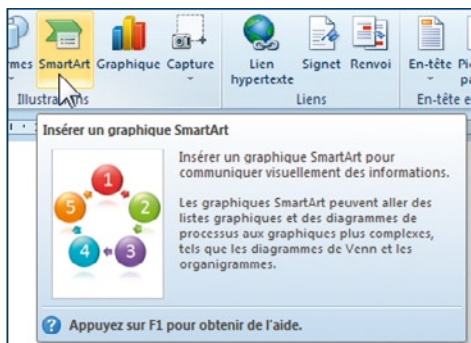 SmartArt Graphique Capture Lien hypertexte Signet Renvoi En-tête
Illustrations Liens En-tête e
Insérer un graphique SmartArt
Insérer un graphique SmartArt pour
communiquer visuellement des informations.
Les graphiques SmartArt peuvent aller des
listes graphiques et des diagrammes de
processus aux graphiques plus complexes,
tels que les diagrammes de Venn et les
organigrammes.
1
5 2
4 3
Appuyez sur F1 pour obtenir de l'aide.